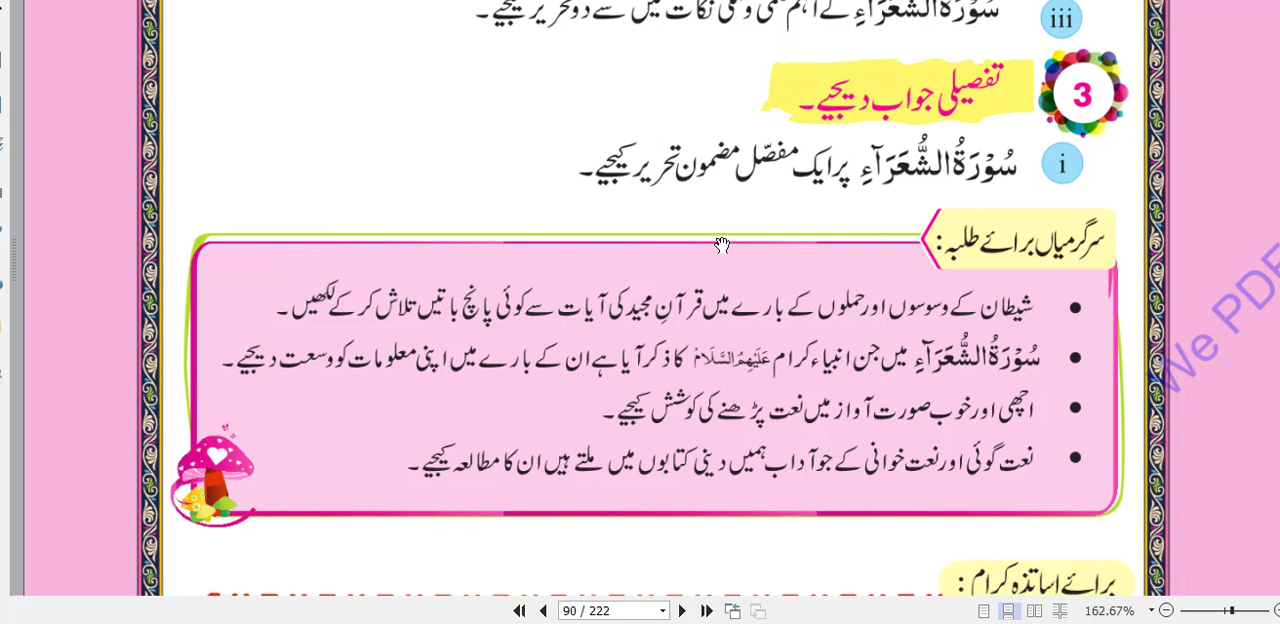 iii سُوْرَةُ الشُّعَرَآءِ کے اہم علمی و عملی نکات میں سے دو تحریر کیجیے۔
3 تفصیلی جواب دیجیے۔
i سُوْرَةُ الشُّعَرَآءِ پر ایک مفصّل مضمون تحریر کیجیے۔
سرگرمیاں برائے طلبہ:
• شیطان کے وسوسوں اور حملوں کے بارے میں قرآنِ مجید کی آیات سے کوئی پانچ باتیں تلاش کر کے لکھیں۔
• سُوْرَةُ الشُّعَرَآءِ میں جن انبیاء کرام عَلَیْہِمُ السَّلَامُ کا ذکر آیا ہے ان کے بارے میں اپنی معلومات کو وسعت دیجیے۔
• اچھی اور خوب صورت آواز میں نعت پڑھنے کی کوشش کیجیے۔
• نعت گوئی اور نعت خوانی کے جو آداب ہمیں دینی کتابوں میں ملتے ہیں ان کا مطالعہ کیجیے۔
We PDF
برائے اساتذہ کرام:
90 / 222
162.67%